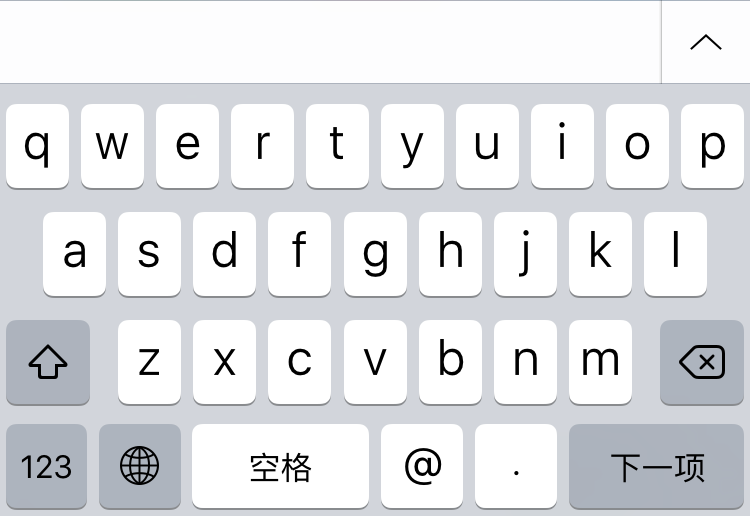 q w e r t y u i o p
a s d f g h j k l
z x c v b n m
123 空格 @ . 下一项